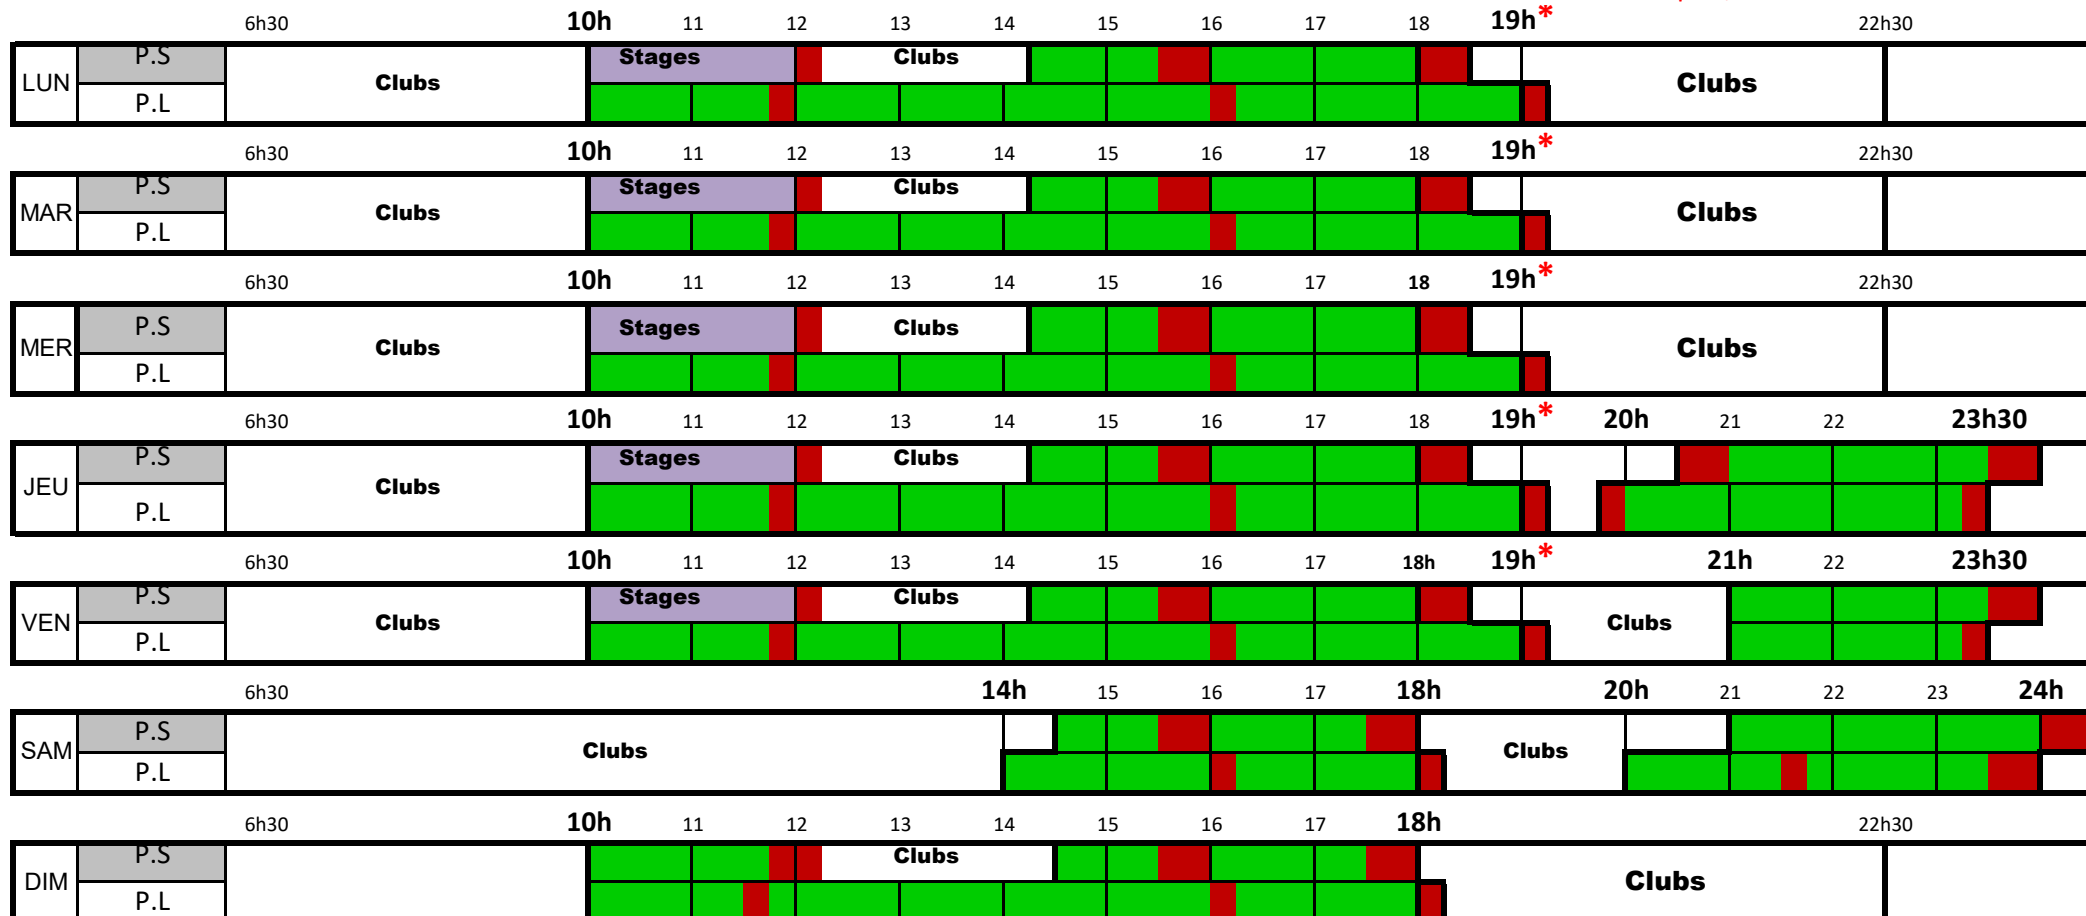 6h30 10h 11 12 13 14 15 16 17 18 19h* 22h30
LUN P.S Clubs Stages Clubs Clubs
P.L
6h30 10h 11 12 13 14 15 16 17 18 19h* 22h30
MAR P.S Clubs Stages Clubs Clubs
P.L
6h30 10h 11 12 13 14 15 16 17 18 19h* 22h30
MER P.S Clubs Stages Clubs Clubs
P.L
6h30 10h 11 12 13 14 15 16 17 18 19h* 20h 21 22 23h30
JEU P.S Clubs Stages Clubs
P.L
6h30 10h 11 12 13 14 15 16 17 18h 19h* 21h 22 23h30
VEN P.S Clubs Stages Clubs Clubs
P.L
6h30 14h 15 16 17 18h 20h 21 22 23 24h
SAM P.S Clubs Clubs
P.L
6h30 10h 11 12 13 14 15 16 17 18h 22h30
DIM P.S Clubs Clubs
P.L